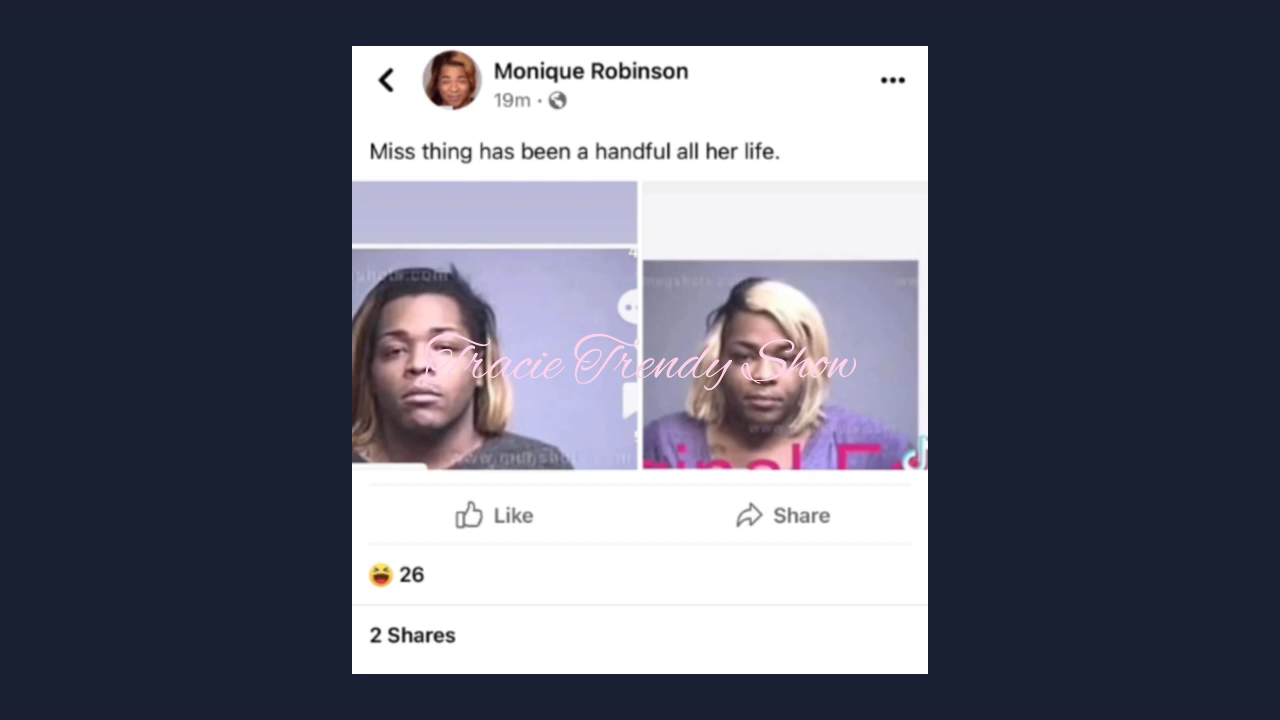 Monique Robinson
19m ·
Miss thing has been a handful all her life.
Tracie Trendy Show
Like
Share
26
2 Shares